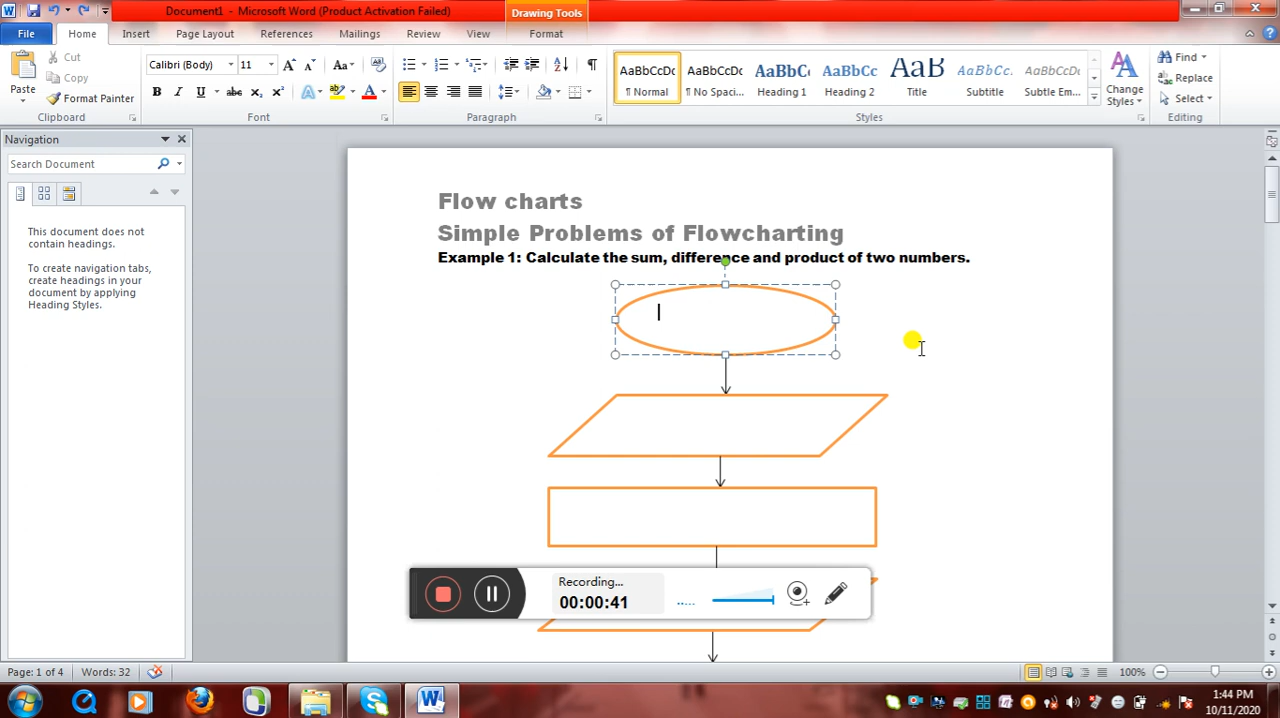 Document1 - Microsoft Word (Product Activation Failed)
Drawing Tools
File Home Insert Page Layout References Mailings Review View Format
Paste
Cut
Copy
Format Painter
Clipboard
Calibri (Body) 11
Font
Paragraph
AaBbCcDc AaBbCcDc AaBbCc AaBbCc AaB AaBbCc. AaBbCcDc
¶ Normal ¶ No Spaci... Heading 1 Heading 2 Title Subtitle Subtle Em...
Styles
Change
Styles
Find
Replace
Select
Editing
Navigation
Search Document
This document does not
contain headings.
To create navigation tabs,
create headings in your
document by applying
Heading Styles.
Flow charts
Simple Problems of Flowcharting
Example 1: Calculate the sum, difference and product of two numbers.
Recording...
00:00:41
Page: 1 of 4 Words: 32
100%
1:44 PM
10/11/2020